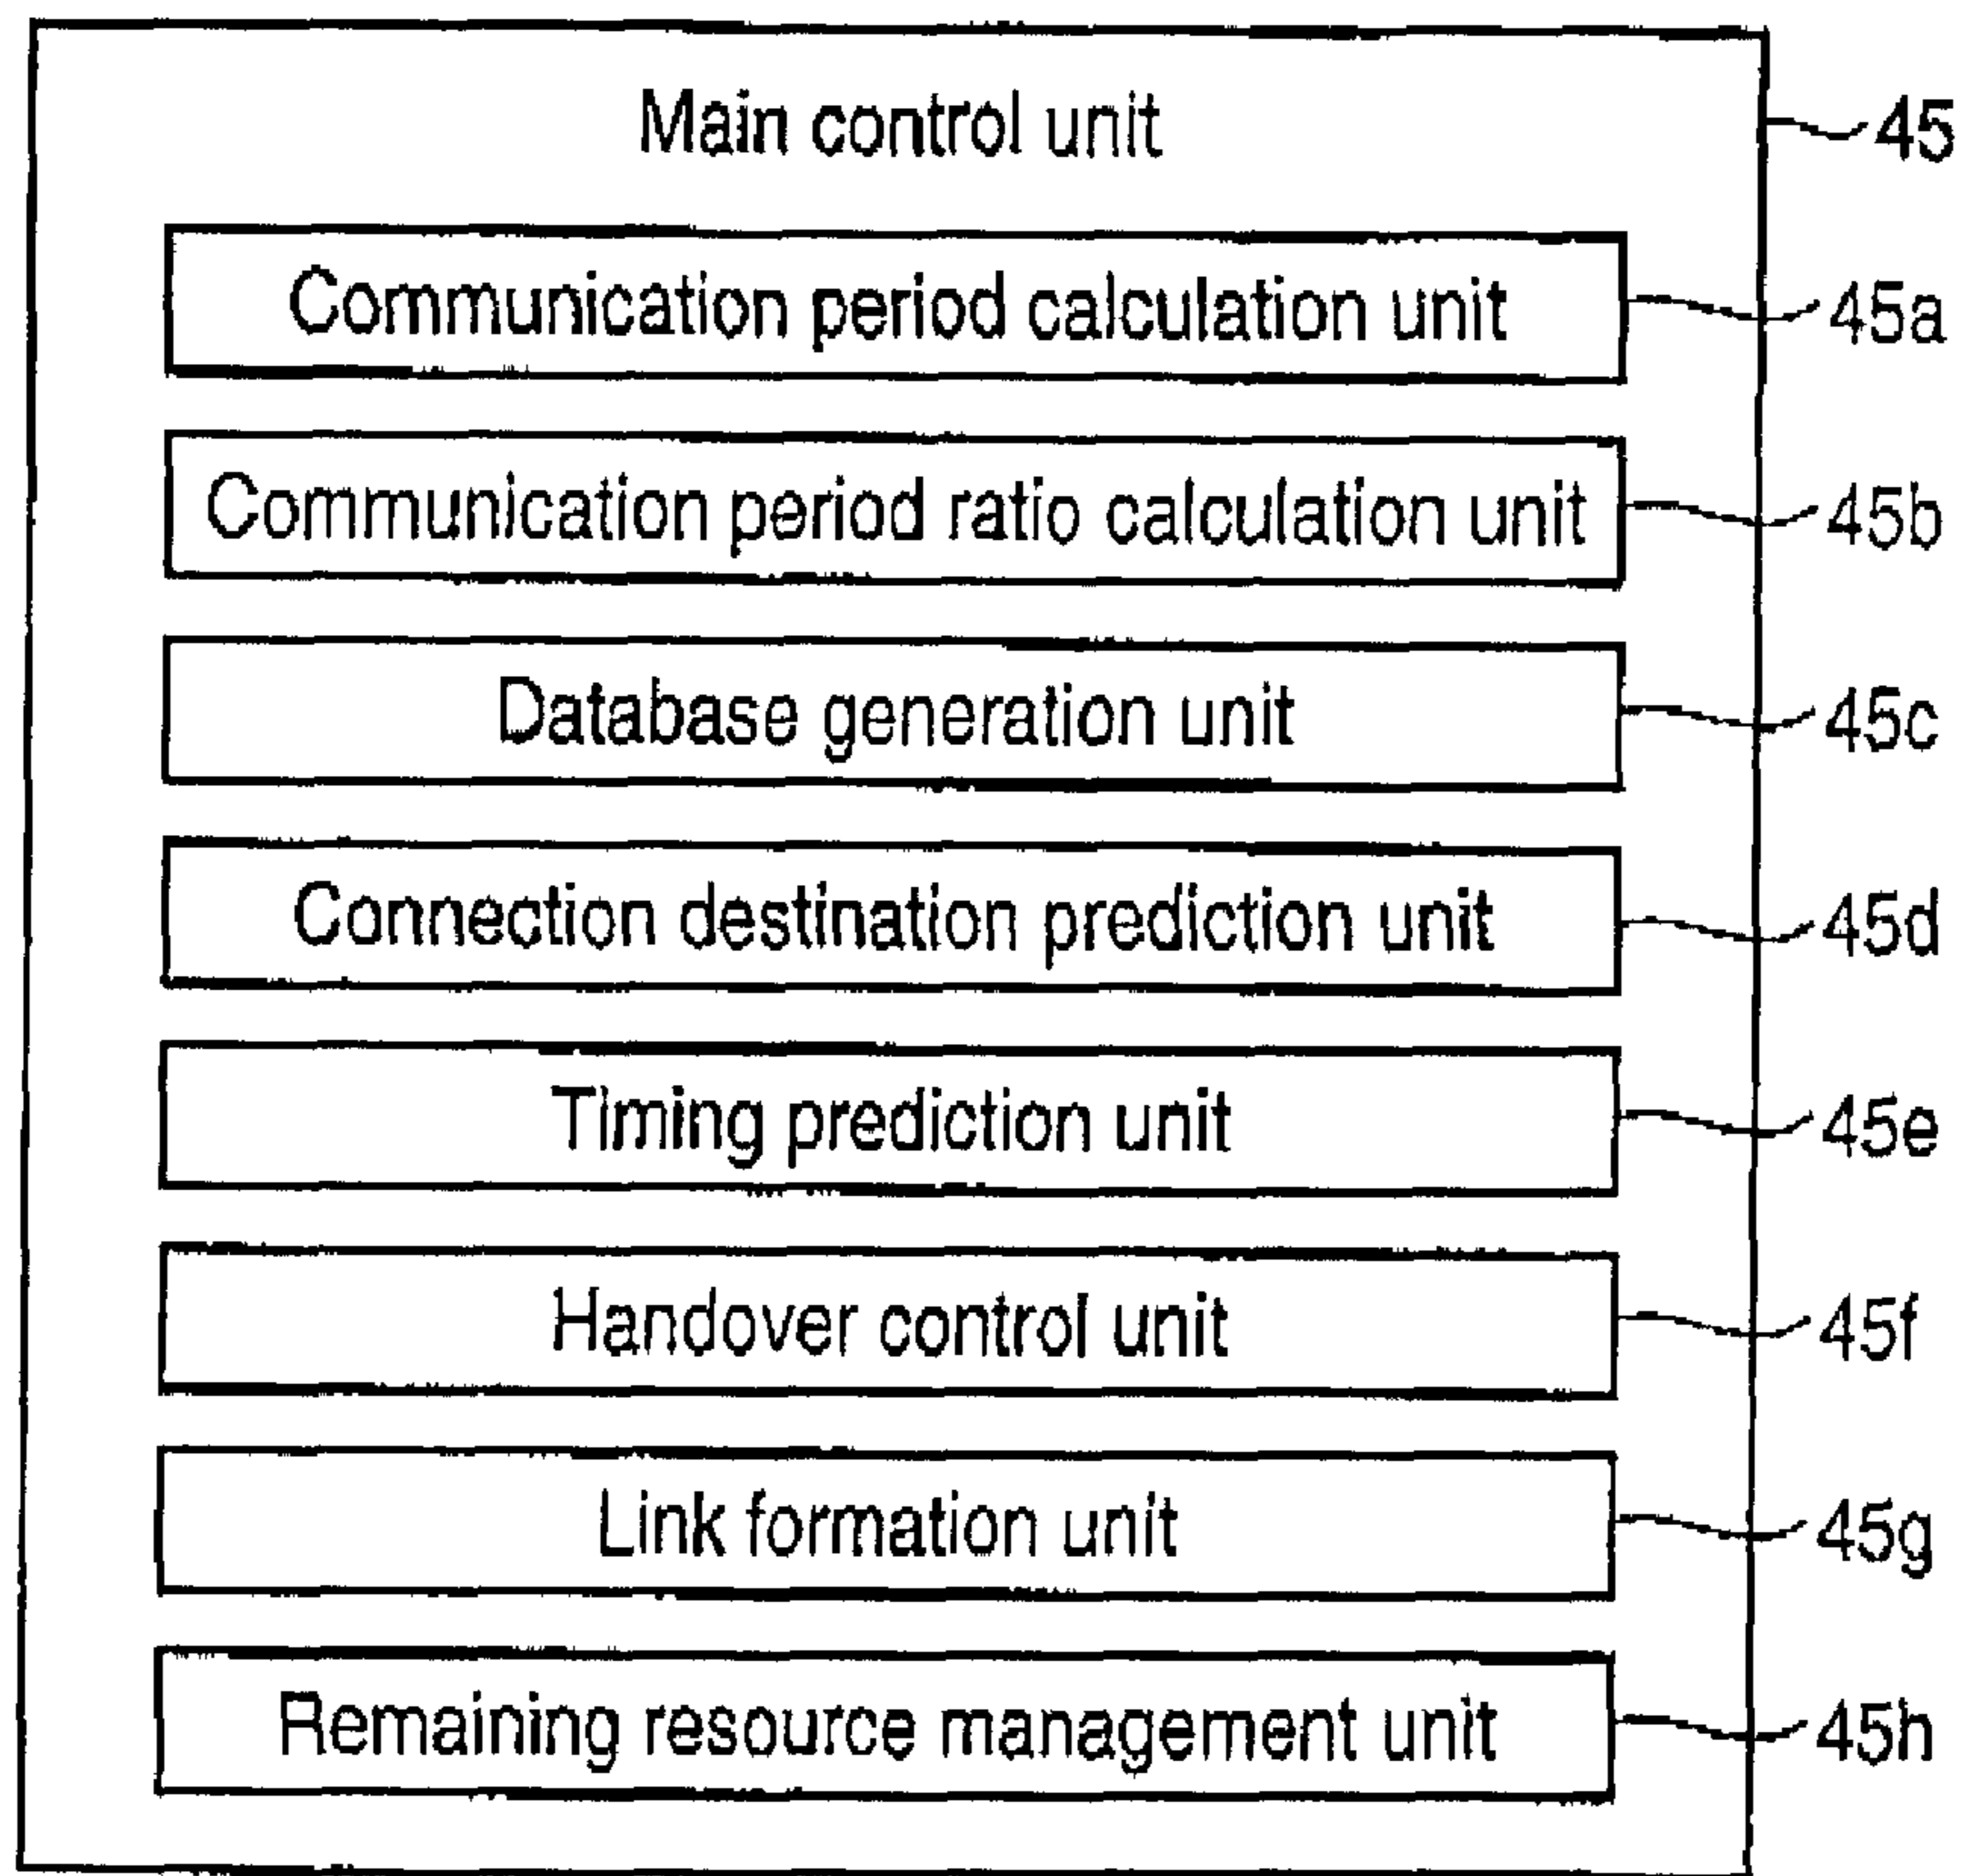 Main control unit 45
Communication period calculation unit 45a
Communication period ratio calculation unit 45b
Database generation unit 45c
Connection destination prediction unit 45d
Timing prediction unit 45e
Handover control unit 45f
Link formation unit 45g
Remaining resource management unit 45h